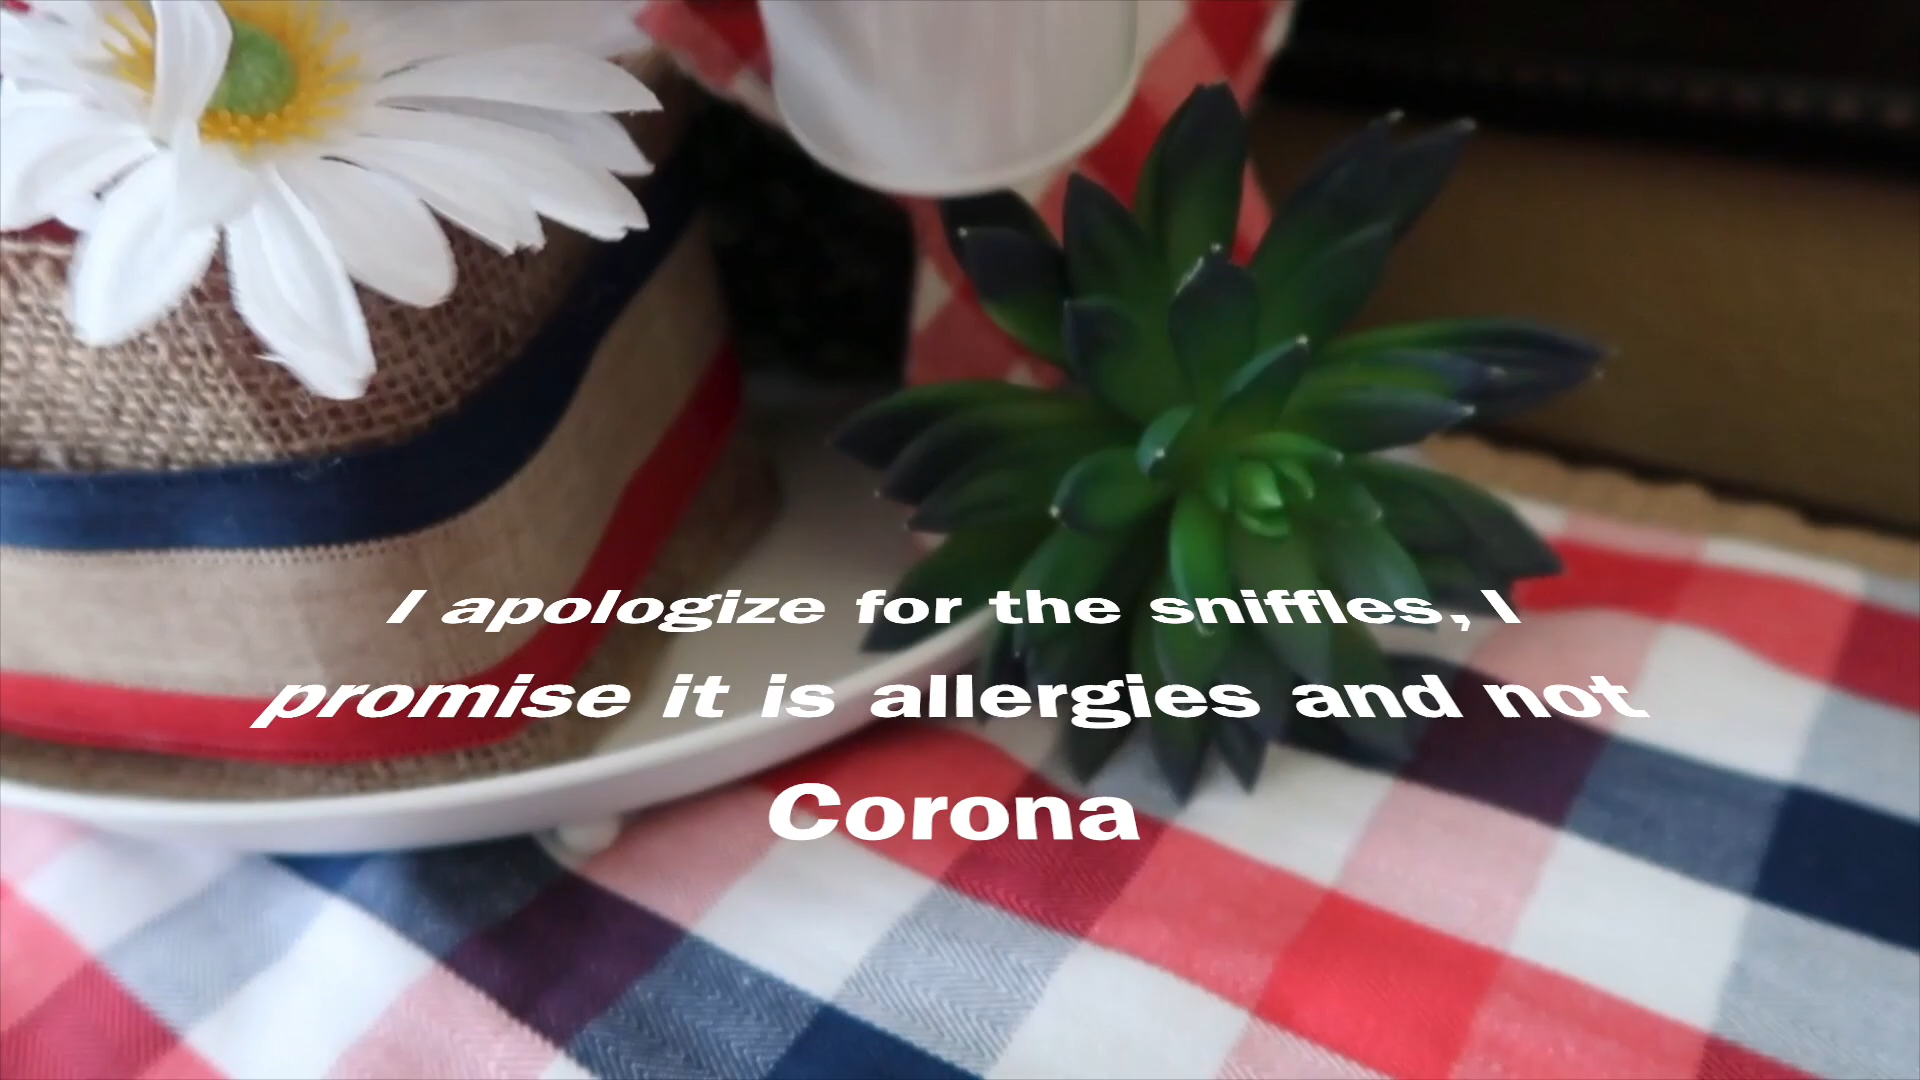 I apologize for the sniffles, I
promise it is allergies and not
Corona